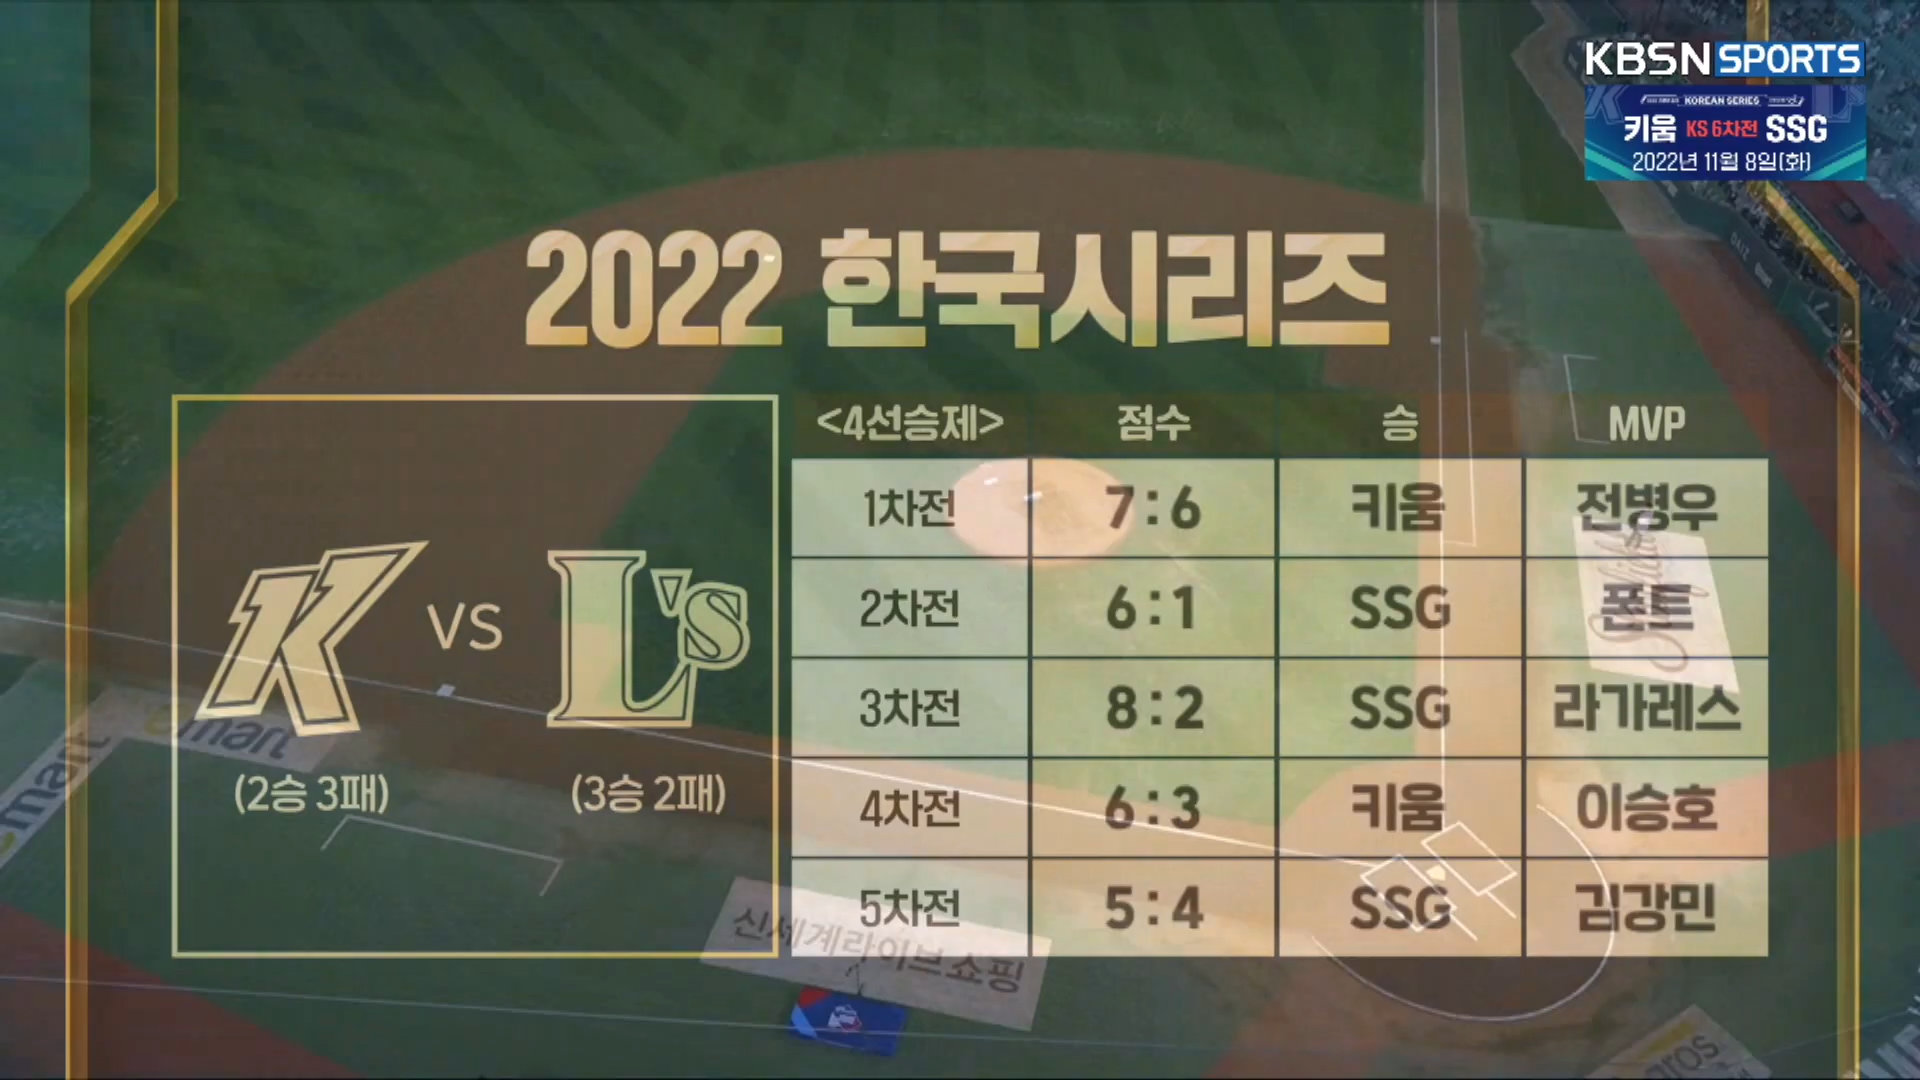 KBSN SPORTS
KOREAN SERIES
키움 KS 6차전 SSG
2022년 11월 8일(화)
2022 한국시리즈
K VS L's
(2승 3패) (3승 2패)
<4선승제> 점수 승 MVP
1차전 7 : 6 키움 전병우
2차전 6 : 1 SSG 폰트
3차전 8 : 2 SSG 라가레스
4차전 6 : 3 키움 이승호
5차전 5 : 4 SSG 김강민
emart
emart
신세계라이브쇼핑